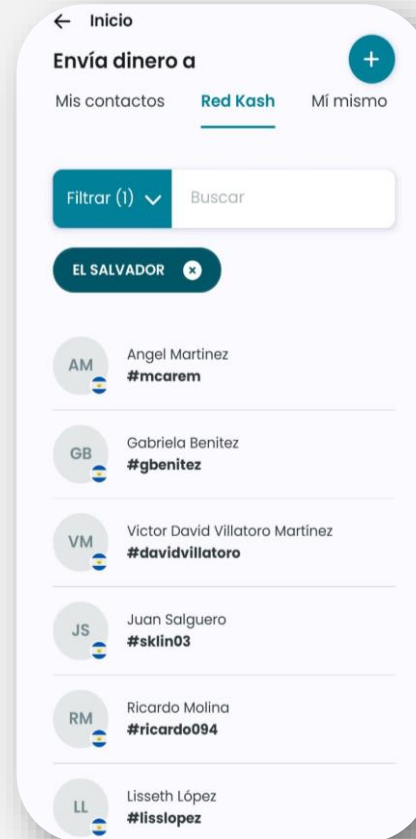 ← Inicio
Envía dinero a
+
Mis contactos Red Kash Mí mismo
Filtrar (1) Buscar
EL SALVADOR
AM
Angel Martinez
#mcarem
GB
Gabriela Benitez
#gbenitez
VM
Victor David Villatoro Martínez
#davidvillatoro
JS
Juan Salguero
#sklin03
RM
Ricardo Molina
#ricardo094
LL
Lisseth López
#lisslopez